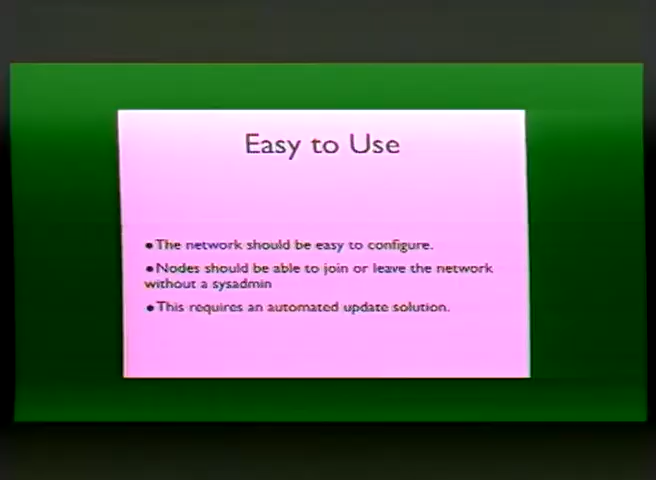 Easy to Use
●The network should be easy to configure.
●Nodes should be able to join or leave the network
without a sysadmin
●This requires an automated update solution.